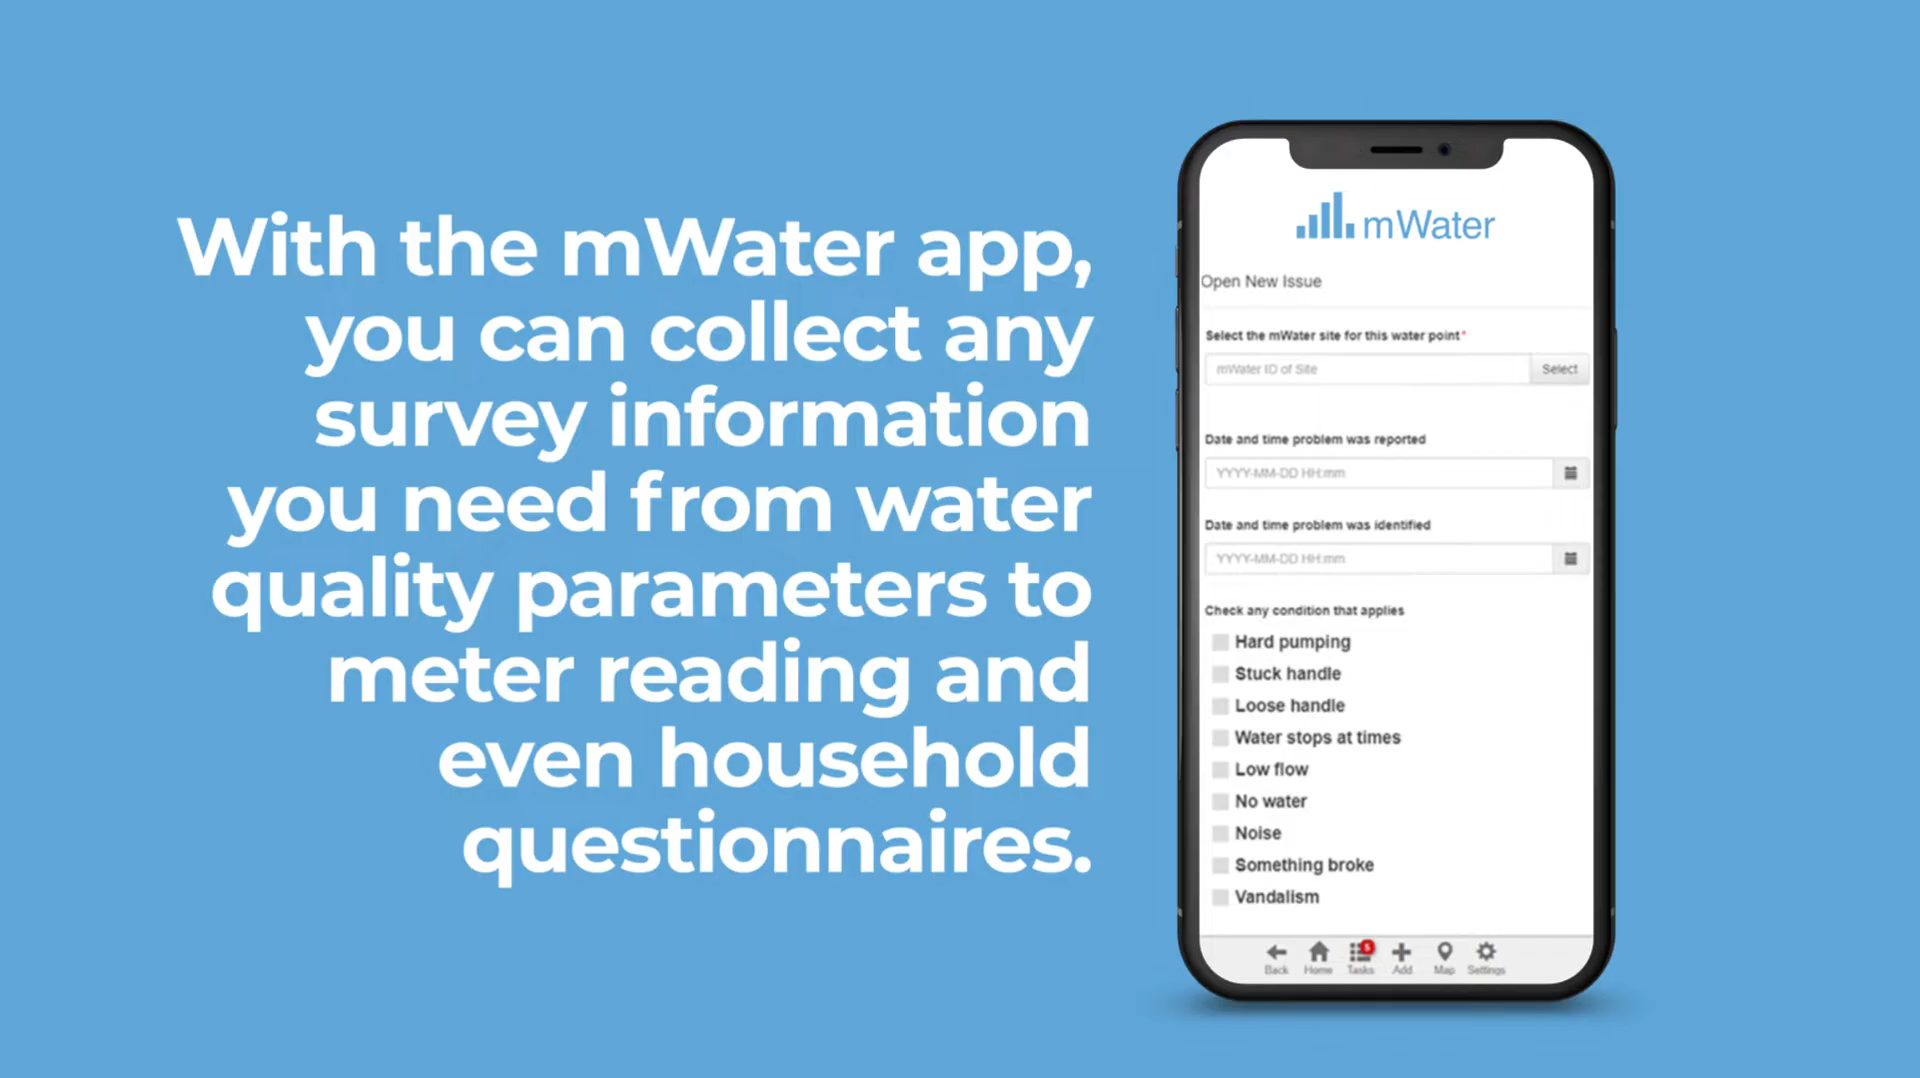 With the mWater app,
you can collect any
survey information
you need from water
quality parameters to
meter reading and
even household
questionnaires.
mWater
Open New Issue
Select the mWater site for this water point*
mWater ID of Site
Select
Date and time problem was reported
YYYY-MM-DD HH:mm
Date and time problem was identified
YYYY-MM-DD HH:mm
Check any condition that applies
Hard pumping
Stuck handle
Loose handle
Water stops at times
Low flow
No water
Noise
Something broke
Vandalism
5
Back Home Tasks Add Map Settings